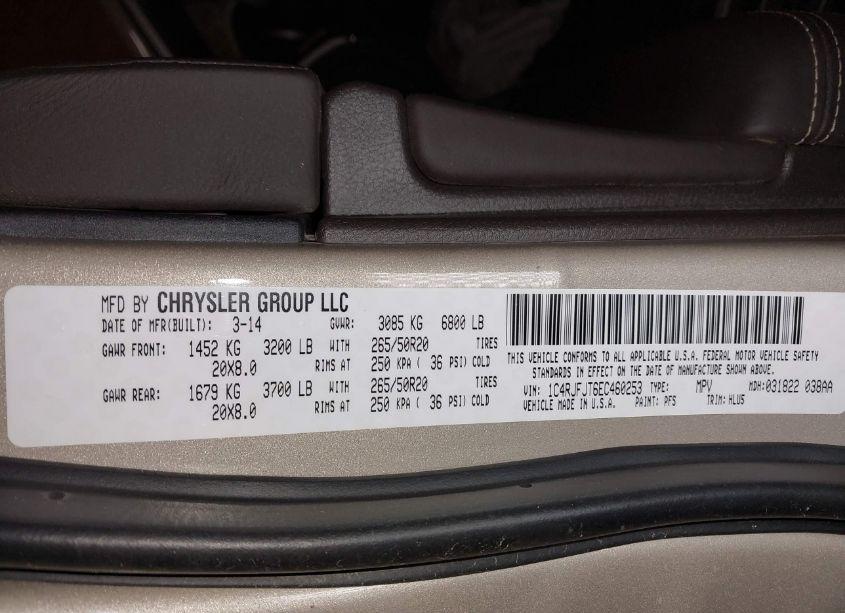 MFD BY CHRYSLER GROUP LLC
DATE OF MFR(BUILT): 3-14 GVWR: 3085 KG 6800 LB
GAWR FRONT: 1452 KG 3200 LB WITH 265/50R20 TIRES
20X8.0 RIMS AT 250 KPA ( 36 PSI) COLD
GAWR REAR: 1679 KG 3700 LB WITH 265/50R20 TIRES
20X8.0 RIMS AT 250 KPA ( 36 PSI) COLD
THIS VEHICLE CONFORMS TO ALL APPLICABLE U.S.A. FEDERAL MOTOR VEHICLE SAFETY
STANDARDS IN EFFECT ON THE DATE OF MANUFACTURE SHOWN ABOVE.
VIN: 1C4RJFJT6EC460253 TYPE: MPV MDH:031822 038AA
VEHICLE MADE IN U.S.A. PAINT: PFS TRIM: HLU5